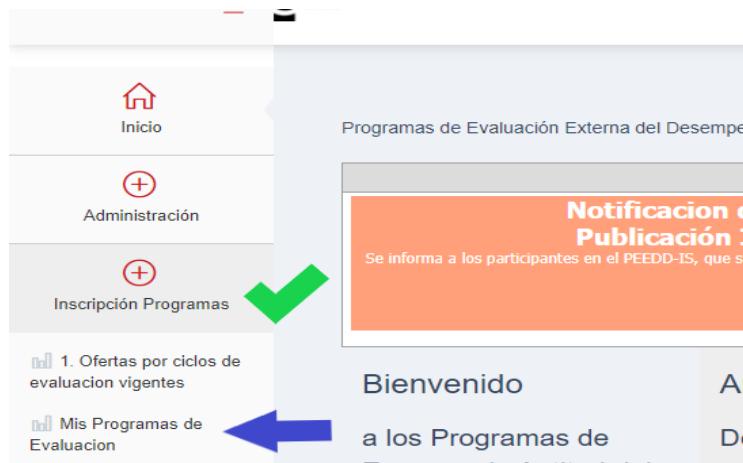 Inicio
Administración
Inscripción Programas
1. Ofertas por ciclos de
evaluacion vigentes
Mis Programas de
Evaluacion
Programas de Evaluación Externa del
Notificacion
Publicación
Se informa a los participantes en el PEEDD-IS, que
Bienvenido
a los Programas de